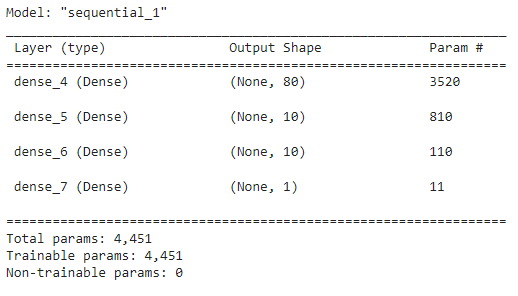 Model: "sequential_1"
_________________________________________________________________
Layer (type) Output Shape Param #
=================================================================
dense_4 (Dense) (None, 80) 3520
dense_5 (Dense) (None, 10) 810
dense_6 (Dense) (None, 10) 110
dense_7 (Dense) (None, 1) 11
=================================================================
Total params: 4,451
Trainable params: 4,451
Non-trainable params: 0